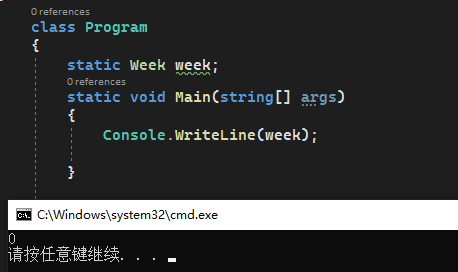 0 references
class Program
{
static Week week;
0 references
static void Main(string[] args)
{
Console.WriteLine(week);
}
C:\Windows\system32\cmd.exe
0
请按任意键继续. . .